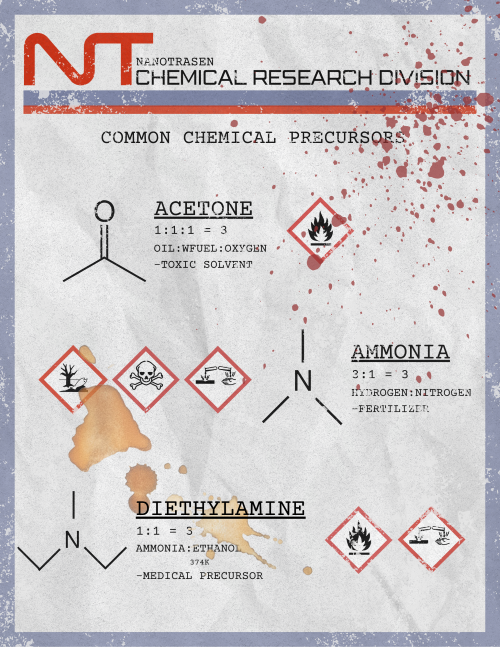 NT
NANOTRASEN
CHEMICAL RESEARCH DIVISION
COMMON CHEMICAL PRECURSORS
O
ACETONE
1:1:1 = 3
OIL:WFUEL:OXYGEN
-TOXIC SOLVENT
N
AMMONIA
3:1 = 3
HYDROGEN:NITROGEN
-FERTILIZER
N
DIETHYLAMINE
1:1 = 3
AMMONIA:ETHANOL
374K
-MEDICAL PRECURSOR